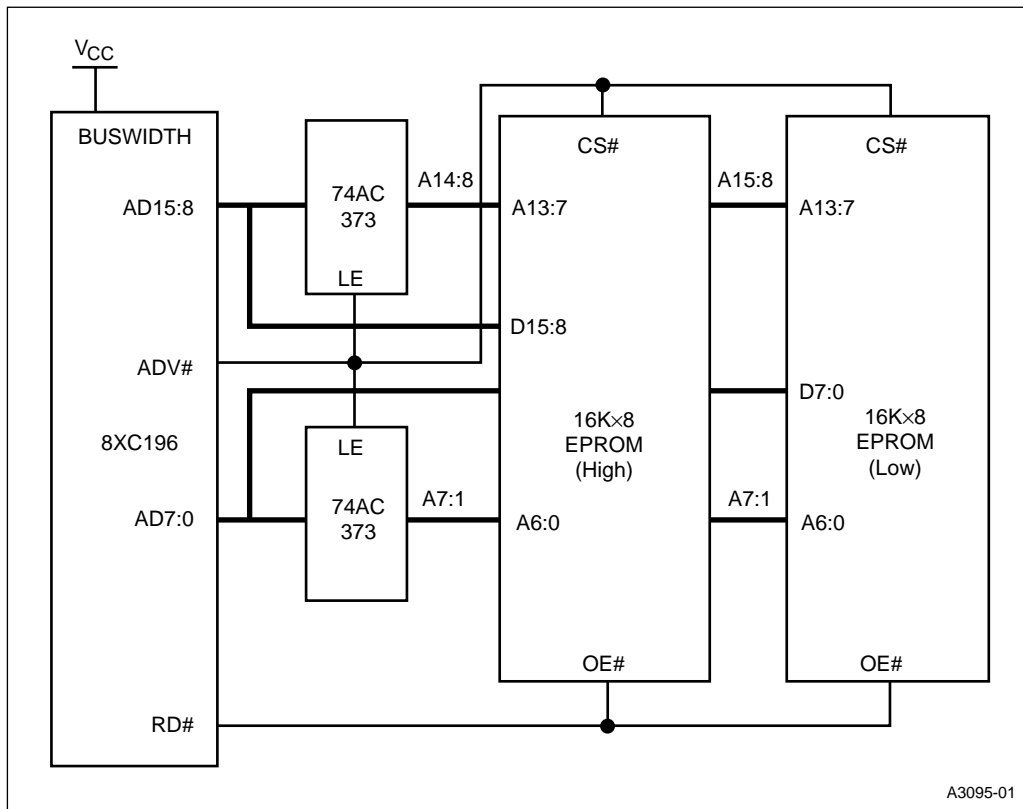 VCC
BUSWIDTH
AD15:8
ADV#
8XC196
AD7:0
RD#
74AC
373
LE
A14:8
LE
74AC
373
A7:1
CS#
A13:7
D15:8
16K×8
EPROM
(High)
A6:0
OE#
A15:8
A7:1
CS#
A13:7
D7:0
16K×8
EPROM
(Low)
A6:0
OE#
A3095-01